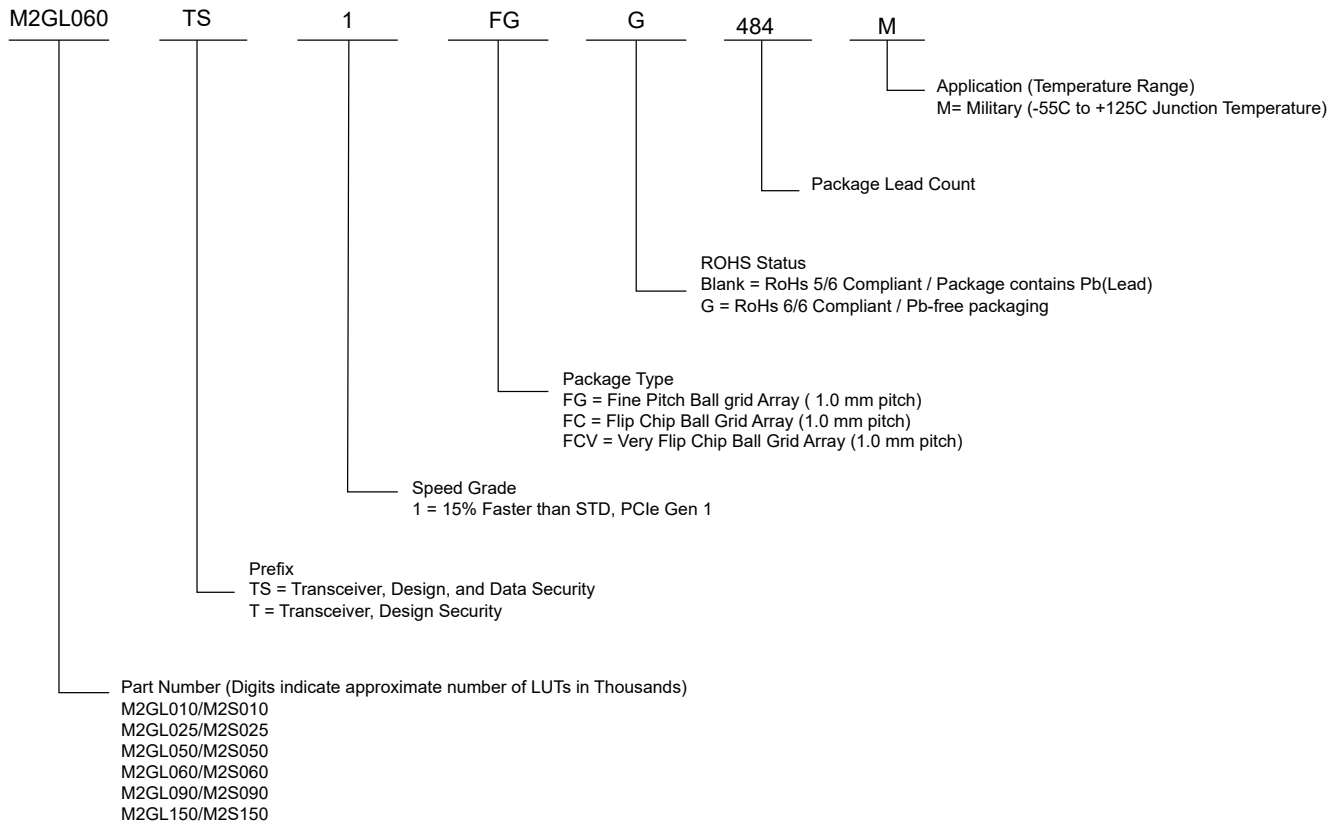 M2GL060 TS 1 FG G 484 M
Application (Temperature Range)
M= Military (-55C to +125C Junction Temperature)
Package Lead Count
ROHS Status
Blank = RoHs 5/6 Compliant / Package contains Pb(Lead)
G = RoHs 6/6 Compliant / Pb-free packaging
Package Type
FG = Fine Pitch Ball grid Array ( 1.0 mm pitch)
FC = Flip Chip Ball Grid Array (1.0 mm pitch)
FCV = Very Flip Chip Ball Grid Array (1.0 mm pitch)
Speed Grade
1 = 15% Faster than STD, PCIe Gen 1
Prefix
TS = Transceiver, Design, and Data Security
T = Transceiver, Design Security
Part Number (Digits indicate approximate number of LUTs in Thousands)
M2GL010/M2S010
M2GL025/M2S025
M2GL050/M2S050
M2GL060/M2S060
M2GL090/M2S090
M2GL150/M2S150